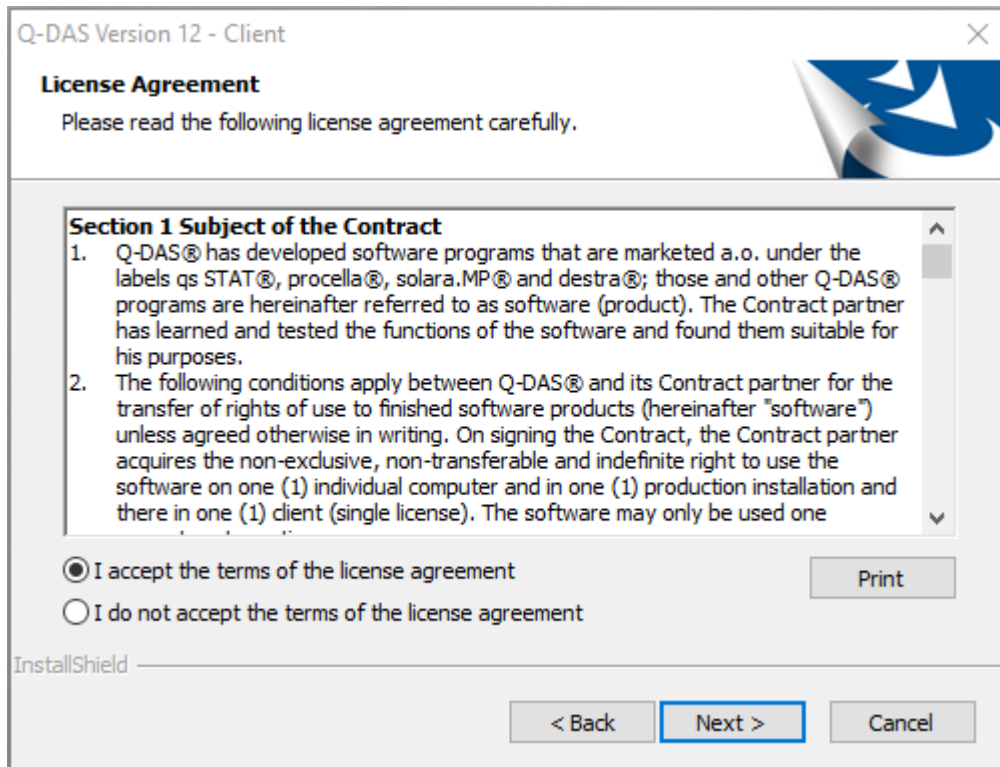 Q-DAS Version 12 - Client
License Agreement
Please read the following license agreement carefully.
Section 1 Subject of the Contract
1. Q-DAS® has developed software programs that are marketed a.o. under the
labels qs STAT®, procella®, solara.MP® and destra®; those and other Q-DAS®
programs are hereinafter referred to as software (product). The Contract partner
has learned and tested the functions of the software and found them suitable for
his purposes.
2. The following conditions apply between Q-DAS® and its Contract partner for the
transfer of rights of use to finished software products (hereinafter "software")
unless agreed otherwise in writing. On signing the Contract, the Contract partner
acquires the non-exclusive, non-transferable and indefinite right to use the
software on one (1) individual computer and in one (1) production installation and
there in one (1) client (single license). The software may only be used one
I accept the terms of the license agreement
Print
I do not accept the terms of the license agreement
InstallShield
< Back Next > Cancel